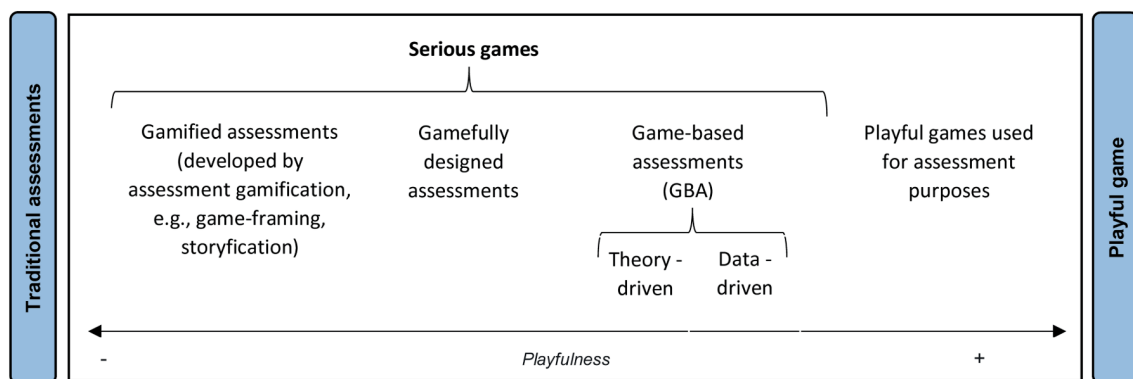 Traditional assessments
Serious games
Gamified assessments
(developed by
assessment gamification,
e.g., game-framing,
storyfication)
Gamefully
designed
assessments
Game-based
assessments
(GBA)
Theory -
driven
Data -
driven
Playful games used
for assessment
purposes
-
Playfulness
+
Playful game